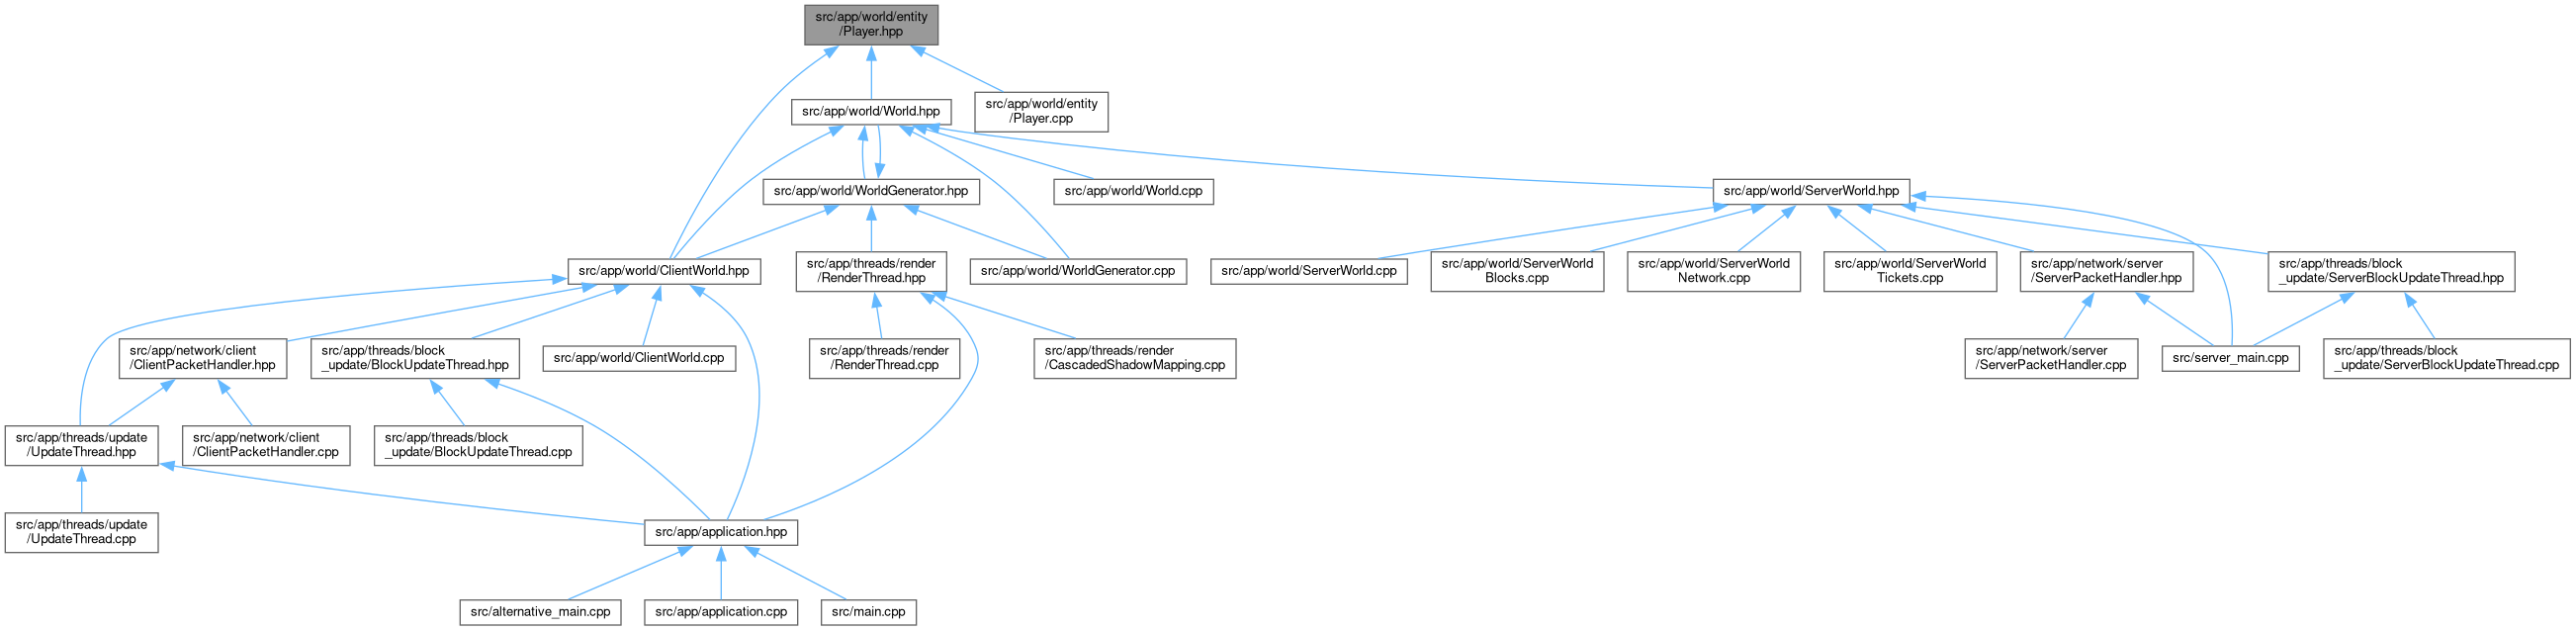 src/app/world/entity
/Player.hpp
src/app/world/World.hpp
src/app/world/entity
/Player.cpp
src/app/world/WorldGenerator.hpp
src/app/world/World.cpp
src/app/world/ServerWorld.hpp
src/app/world/ClientWorld.hpp
src/app/threads/render
/RenderThread.hpp
src/app/world/WorldGenerator.cpp
src/app/world/ServerWorld.cpp
src/app/world/ServerWorld
Blocks.cpp
src/app/world/ServerWorld
Network.cpp
src/app/world/ServerWorld
Tickets.cpp
src/app/network/server
/ServerPacketHandler.hpp
src/app/threads/block
_update/ServerBlockUpdateThread.hpp
src/app/network/client
/ClientPacketHandler.hpp
src/app/threads/block
_update/BlockUpdateThread.hpp
src/app/world/ClientWorld.cpp
src/app/threads/render
/RenderThread.cpp
src/app/threads/render
/CascadedShadowMapping.cpp
src/app/network/server
/ServerPacketHandler.cpp
src/server_main.cpp
src/app/threads/block
_update/ServerBlockUpdateThread.cpp
src/app/threads/update
/UpdateThread.hpp
src/app/network/client
/ClientPacketHandler.cpp
src/app/threads/block
_update/BlockUpdateThread.cpp
src/app/threads/update
/UpdateThread.cpp
src/app/application.hpp
src/alternative_main.cpp
src/app/application.cpp
src/main.cpp